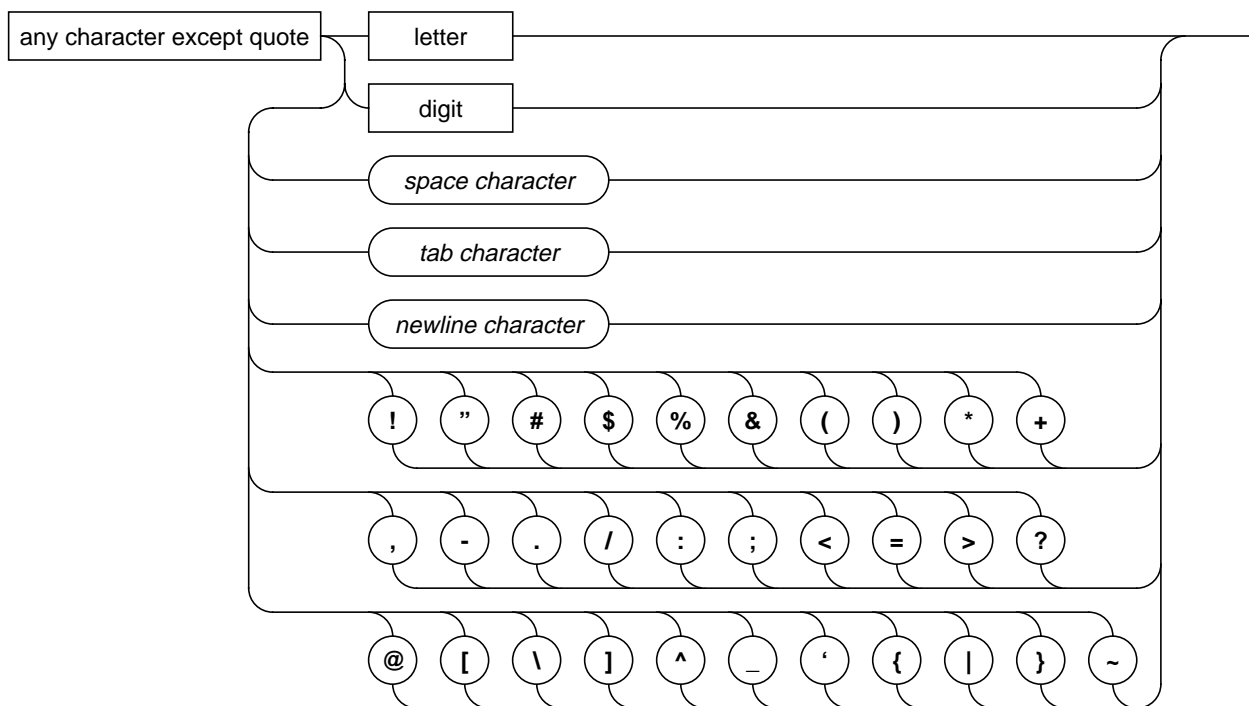 any character except quote letter
digit
space character
tab character
newline character
! ” # $ % & ( ) * +
, - . / : ; < = > ?
@ [ \ ] ^ _ ‘ { | } ~